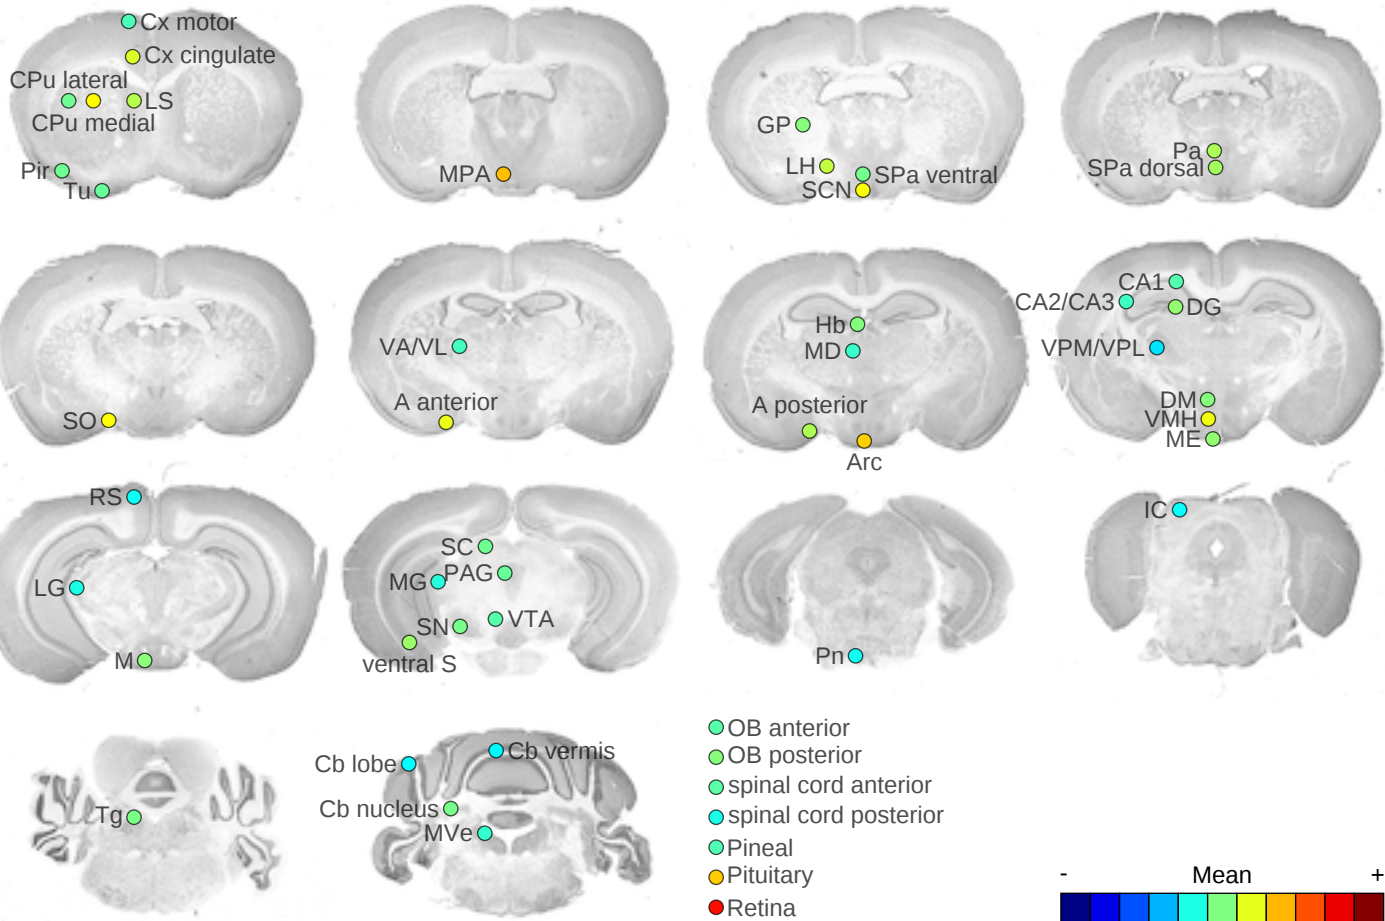 Cx motor
Cx cingulate
CPu lateral
LS
CPu medial
Pir
Tu
MPA
GP
LH
SPa ventral
SCN
Pa
SPa dorsal
SO
VA/VL
A anterior
Hb
MD
A posterior
Arc
CA1
CA2/CA3
DG
VPM/VPL
DM
VMH
ME
RS
LG
M
SC
PAG
MG
VTA
SN
ventral S
Pn
IC
Tg
Cb lobe
Cb vermis
Cb nucleus
MVe
OB anterior
OB posterior
spinal cord anterior
spinal cord posterior
Pineal
Pituitary
Retina
- Mean +